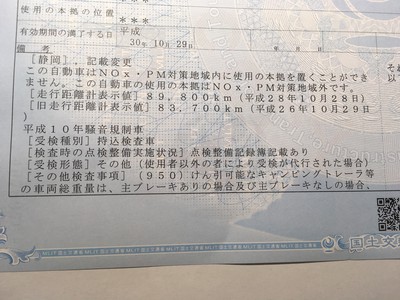 使用の本拠の位置
***
***
有効期間の満了する日 平成
30年10月29日 年 月 日
備 考
[静岡], 記載変更
この自動車はNOx・PM対策地域内に使用の本拠を置くことができ
ません。この自動車の使用の本拠はNOx・PM対策地域外です。
[走行距離計表示値] 89,800km(平成28年10月28日)
[旧走行距離計表示値] 83,700km(平成26年10月29日
)
平成10年騒音規制車
[受検種別] 持込検査車
[検査時の点検整備実施状況] 点検整備記録簿記載あり
[受検形態] その他(使用者以外の者により受検が代行された場合)
[その他検査事項](950)けん引可能なキャンピングトレーラ等
の車両総重量は、主ブレーキありの場合及び主ブレーキなしの場合、
それ
以
国土交